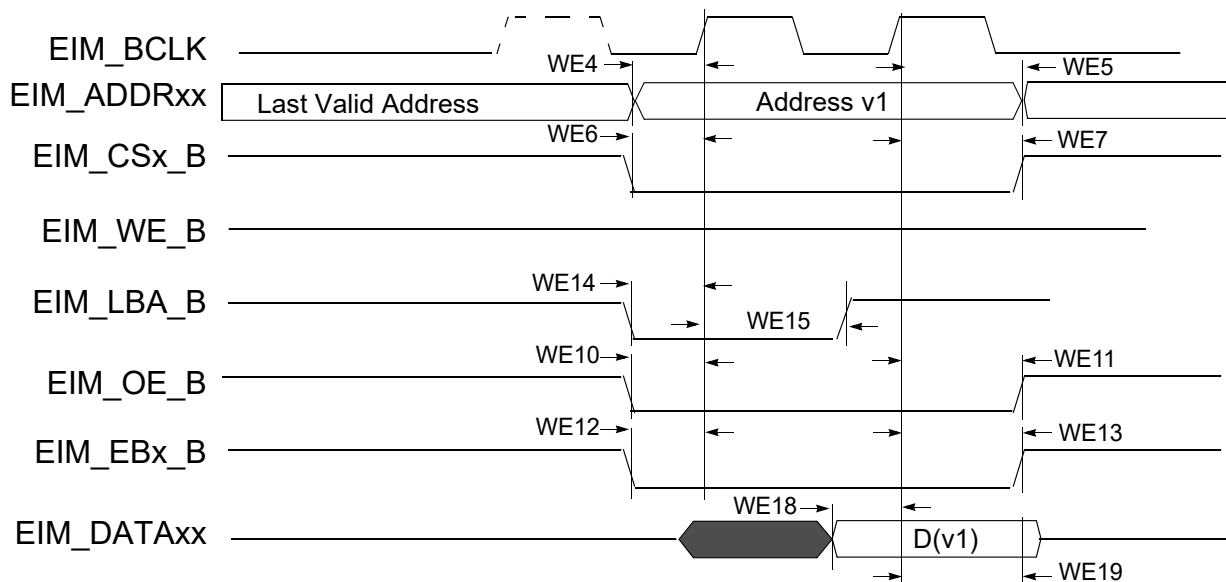 EIM_BCLK
WE4
WE5
EIM_ADDRxx
Last Valid Address
Address v1
WE6
WE7
EIM_CSx_B
EIM_WE_B
WE14
EIM_LBA_B
WE15
WE10
WE11
EIM_OE_B
WE12
WE13
EIM_EBx_B
WE18
EIM_DATAxx
D(v1)
WE19